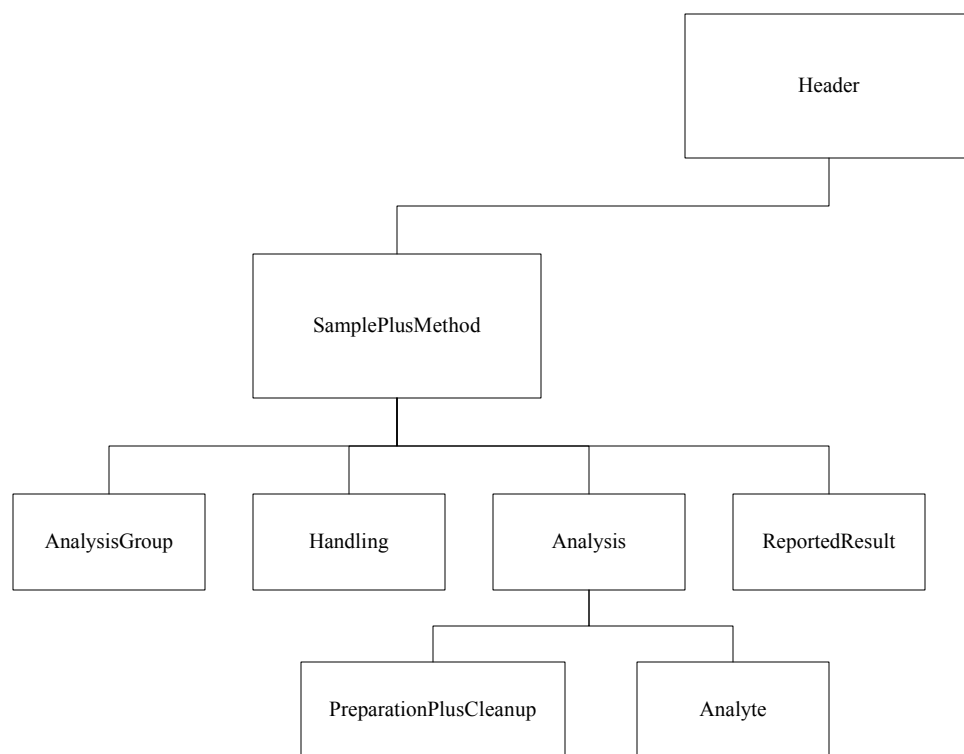 Header
SamplePlusMethod
AnalysisGroup
Handling
Analysis
ReportedResult
PreparationPlusCleanup
Analyte